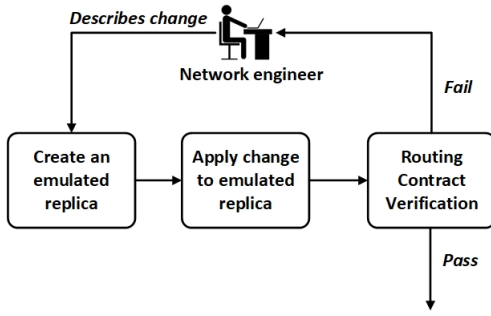 Describes change
Network engineer
Fail
Create an
emulated
replica
Apply change
to emulated
replica
Routing
Contract
Verification
Pass